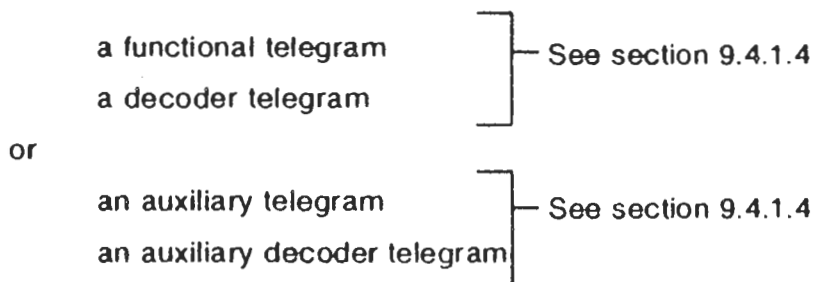 a functional telegram
See section 9.4.1.4
a decoder telegram
or
an auxiliary telegram
See section 9.4.1.4
an auxiliary decoder telegram